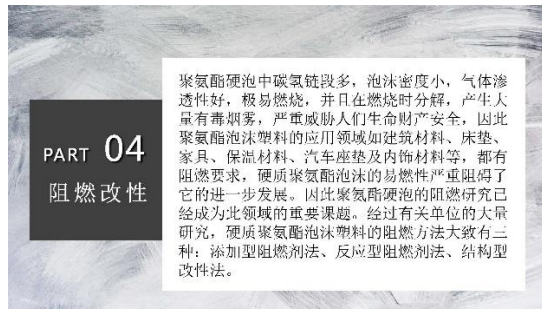 PART 04
阻燃改性
聚氨酯硬泡中碳氢链段多，泡沫密度小，气体渗
透性好，极易燃烧，并且在燃烧时分解，产生大
量有毒烟雾，严重威胁人们生命财产安全，因此
聚氨酯泡沫塑料的应用领域如建筑材料、床垫、
家具、保温材料、汽车座垫及内饰材料等，都有
阻燃要求，硬质聚氨酯泡沫的易燃性严重阻碍了
它的进一步发展。因此聚氨酯硬泡的阻燃研究已
经成为此领域的重要课题。经过有关单位的大量
研究，硬质聚氨酯泡沫塑料的阻燃方法大致有三
种：添加型阻燃剂法、反应型阻燃剂法、结构型
改性法。